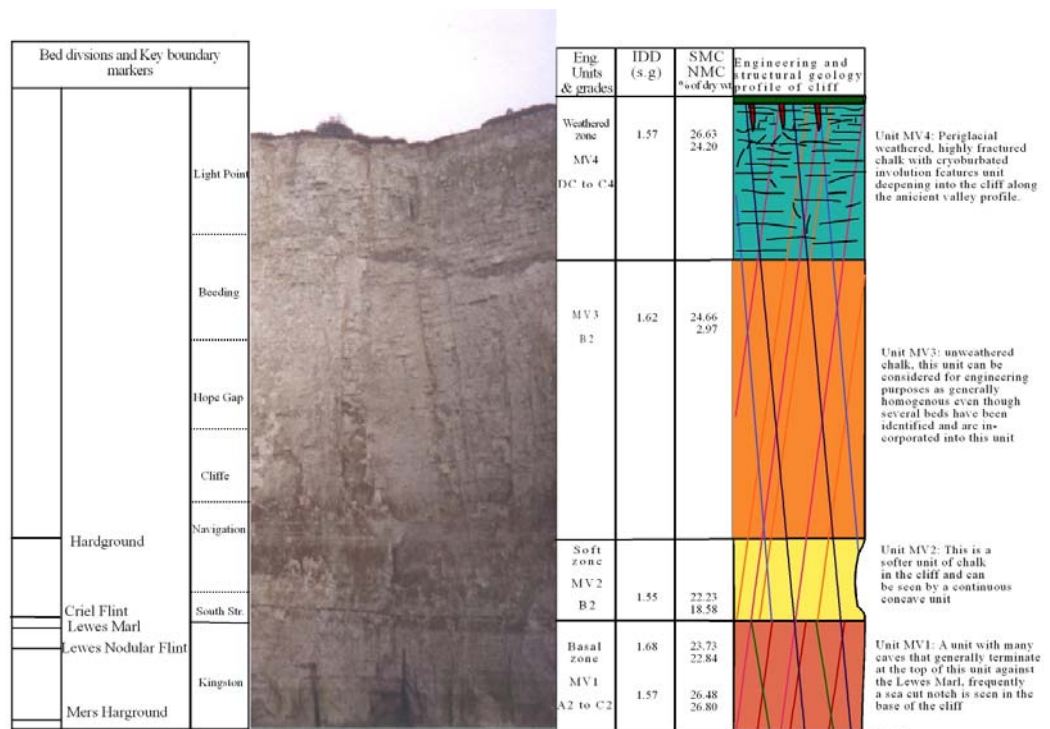 Bed divsions and Key boundary
markers
Light Point
Beeding
Hope Gap
Cliffe
Navigation
South Str.
Kingston
Hardground
Criel Flint
Lewes Marl
Lewes Nodular Flint
Mers Harground
Eng.
Units
& grades
IDD
(s.g)
SMC
NMC
% of dry wt
Engineering and
structural geology
profile of cliff
Weathered
zone
MV4
DC to C4
1.57
26.63
24.20
MV3
B2
1.62
24.66
2.97
Soft
zone
MV2
B2
1.55
22.23
18.58
Basal
zone
MV1
A2 to C2
1.68
23.73
22.84
1.57
26.48
26.80
Unit MV4: Periglacial
weathered, highly fractured
chalk with cryoburbated
involution features unit
deepening into the cliff along
the anicient valley profile.
Unit MV3: unweathered
chalk, this unit can be
considered for engineering
purposes as generally
homogenous even though
several beds have been
identified and are in-
corporated into this unit
Unit MV2: This is a
softer unit of chalk
in the cliff and can
be seen by a continuous
concave unit
Unit MV1: A unit with many
caves that generally terminate
at the top of this unit against
the Lewes Marl, frequently
a sea cut notch is seen in the
base of the cliff